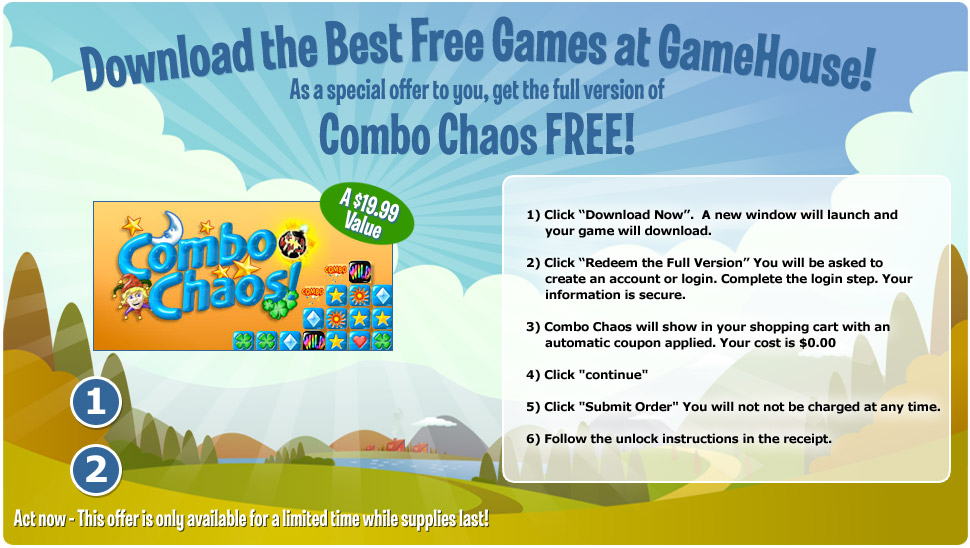 Download the Best Free Games at GameHouse!
As a special offer to you, get the full version of
Combo Chaos FREE!
A $19.99
Value
Combo
Chaos!
COMBO WILD
COMBO
WILD
1) Click “Download Now”. A new window will launch and
your game will download.
2) Click “Redeem the Full Version” You will be asked to
create an account or login. Complete the login step. Your
information is secure.
3) Combo Chaos will show in your shopping cart with an
automatic coupon applied. Your cost is $0.00
4) Click "continue"
5) Click "Submit Order" You will not not be charged at any time.
6) Follow the unlock instructions in the receipt.
1
2
Act now - This offer is only available for a limited time while supplies last!